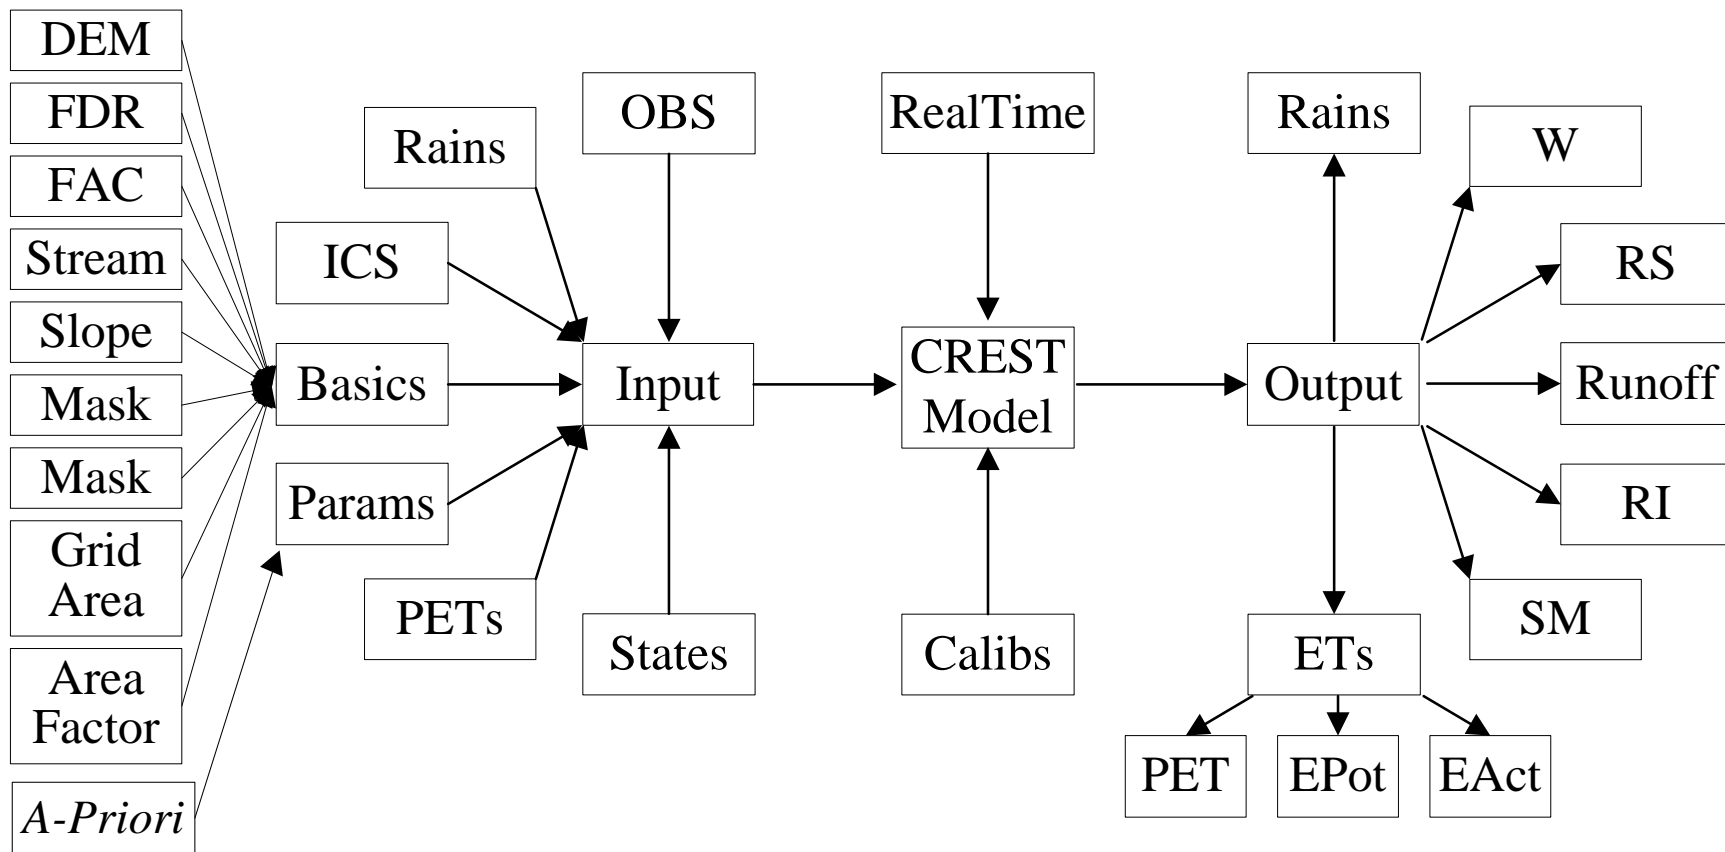 DEM
FDR
FAC
Stream
Slope
Mask
Mask
Grid
Area
Area
Factor
A-Priori
Rains
ICS
Basics
Params
PETs
OBS
Input
States
RealTime
CREST
Model
Calibs
Rains
Output
ETs
PET
EPot
EAct
W
RS
Runoff
RI
SM